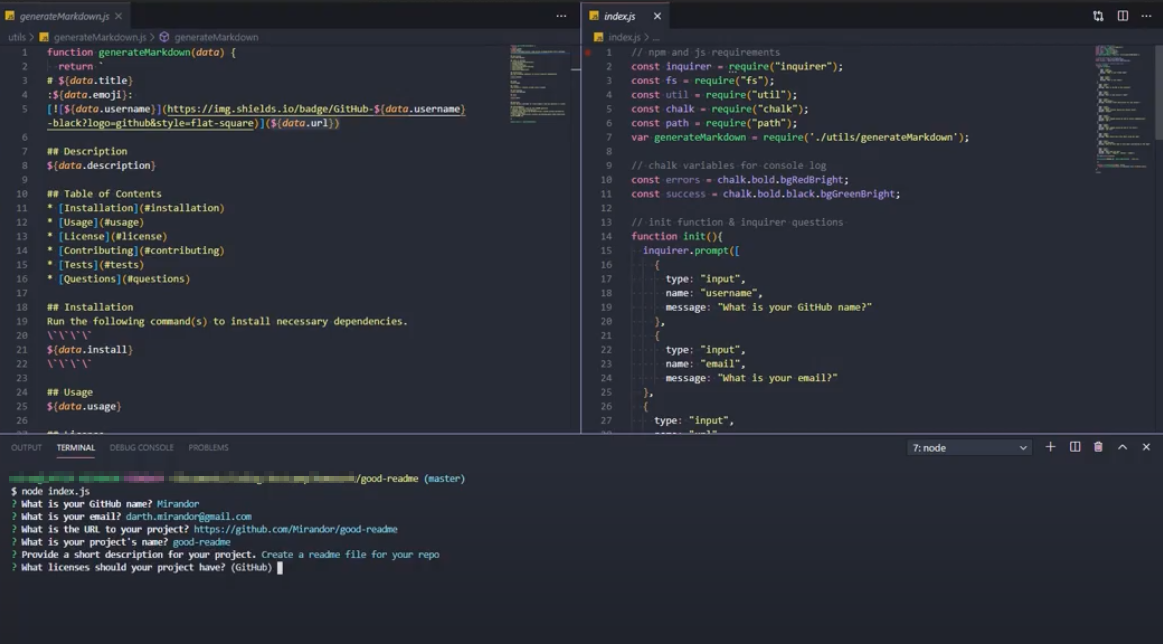 generateMarkdown.js
utils > generateMarkdown.js > generateMarkdown
1 function generateMarkdown(data) {
2 return `
3 # ${data.title}
4 :${data.emoji}:
5 [![${data.username}](https://img.shields.io/badge/GitHub-${data.username}
-black?logo=github&style=flat-square)](${data.url})
6
7 ## Description
8 ${data.description}
9
10 ## Table of Contents
11 * [Installation](#installation)
12 * [Usage](#usage)
13 * [License](#license)
14 * [Contributing](#contributing)
15 * [Tests](#tests)
16 * [Questions](#questions)
17
18 ## Installation
19 Run the following command(s) to install necessary dependencies.
20 \`\`\`\`
21 ${data.install}
22 \`\`\`\`
23
24 ## Usage
25 ${data.usage}
26
index.js
index.js > ...
1 // npm and js requirements
2 const inquirer = require("inquirer");
3 const fs = require("fs");
4 const util = require("util");
5 const chalk = require("chalk");
6 const path = require("path");
7 var generateMarkdown = require('./utils/generateMarkdown');
8
9 // chalk variables for console log
10 const errors = chalk.bold.bgRedBright;
11 const success = chalk.bold.black.bgGreenBright;
12
13 // init function & inquirer questions
14 function init(){
15 inquirer.prompt([
16 {
17 type: "input",
18 name: "username",
19 message: "What is your GitHub name?"
20 },
21 {
22 type: "input",
23 name: "email",
24 message: "What is your email?"
25 },
26 {
27 type: "input",
OUTPUT TERMINAL DEBUG CONSOLE PROBLEMS 7: node
/good-readme (master)
$ node index.js
? What is your GitHub name? Mirandor
? What is your email? darth.mirandor@gmail.com
? What is the URL to your project? https://github.com/Mirandor/good-readme
? What is your project's name? good-readme
? Provide a short description for your project. Create a readme file for your repo
? What licenses should your project have? (GitHub)